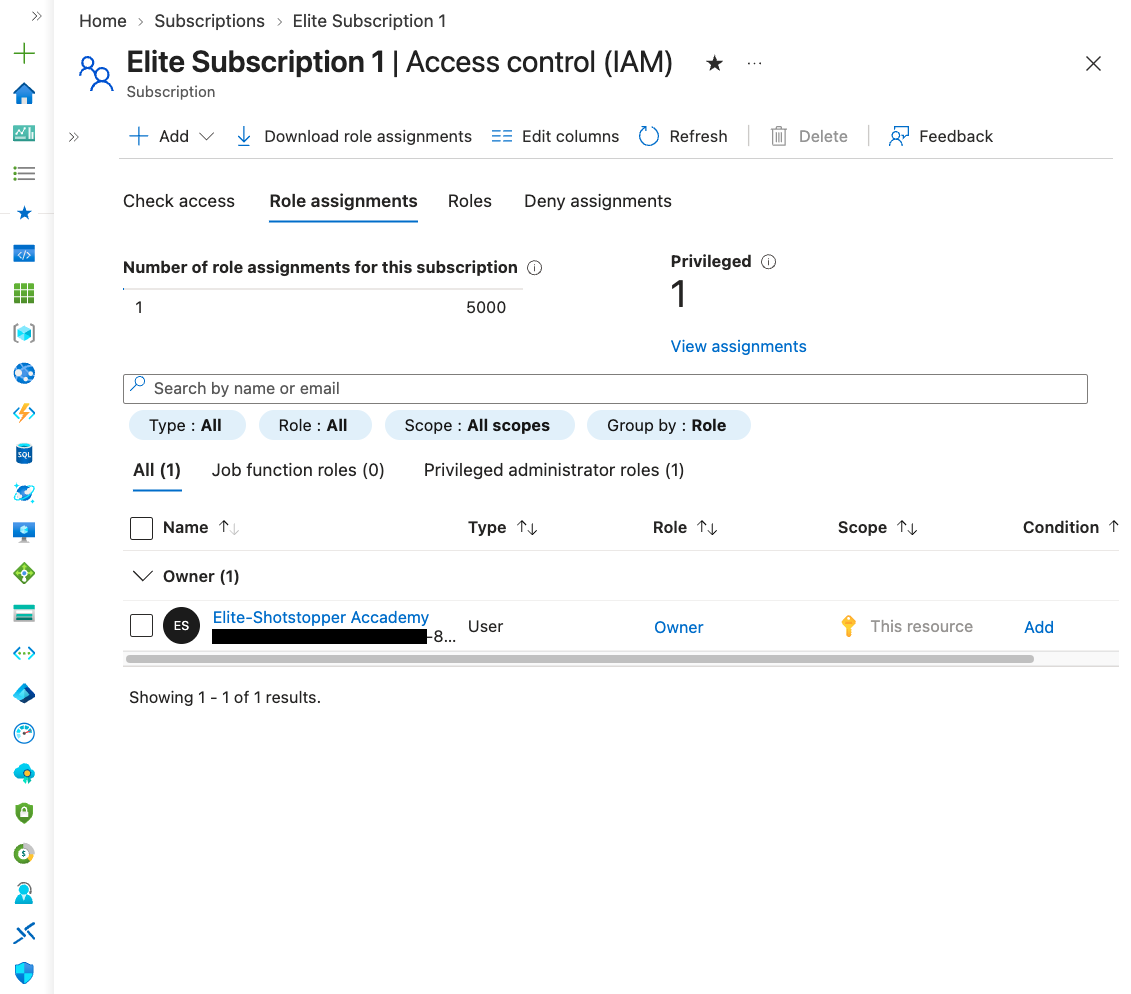 Home > Subscriptions > Elite Subscription 1
Elite Subscription 1 | Access control (IAM)
Subscription
Add
Download role assignments
Edit columns
Refresh
Delete
Feedback
Check access
Role assignments
Roles
Deny assignments
Number of role assignments for this subscription
1
5000
Privileged
1
View assignments
Search by name or email
Type : All
Role : All
Scope : All scopes
Group by : Role
All (1)
Job function roles (0)
Privileged administrator roles (1)
Name
Type
Role
Scope
Condition
Owner (1)
ES
Elite-Shotstopper Accademy
-8...
User
Owner
This resource
Add
Showing 1 - 1 of 1 results.
SQL